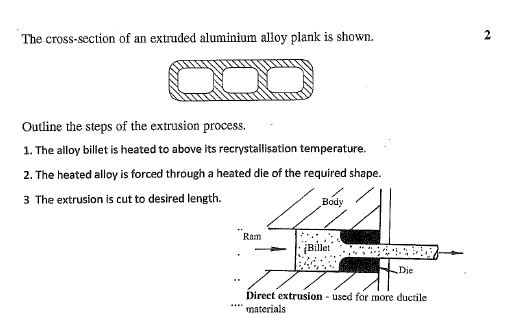 The cross-section of an extruded aluminium alloy plank is shown.
2
Outline the steps of the extrusion process.
1. The alloy billet is heated to above its recrystallisation temperature.
2. The heated alloy is forced through a heated die of the required shape.
3 The extrusion is cut to desired length.
Body
Ram
Billet
Die
Direct extrusion - used for more ductile
materials